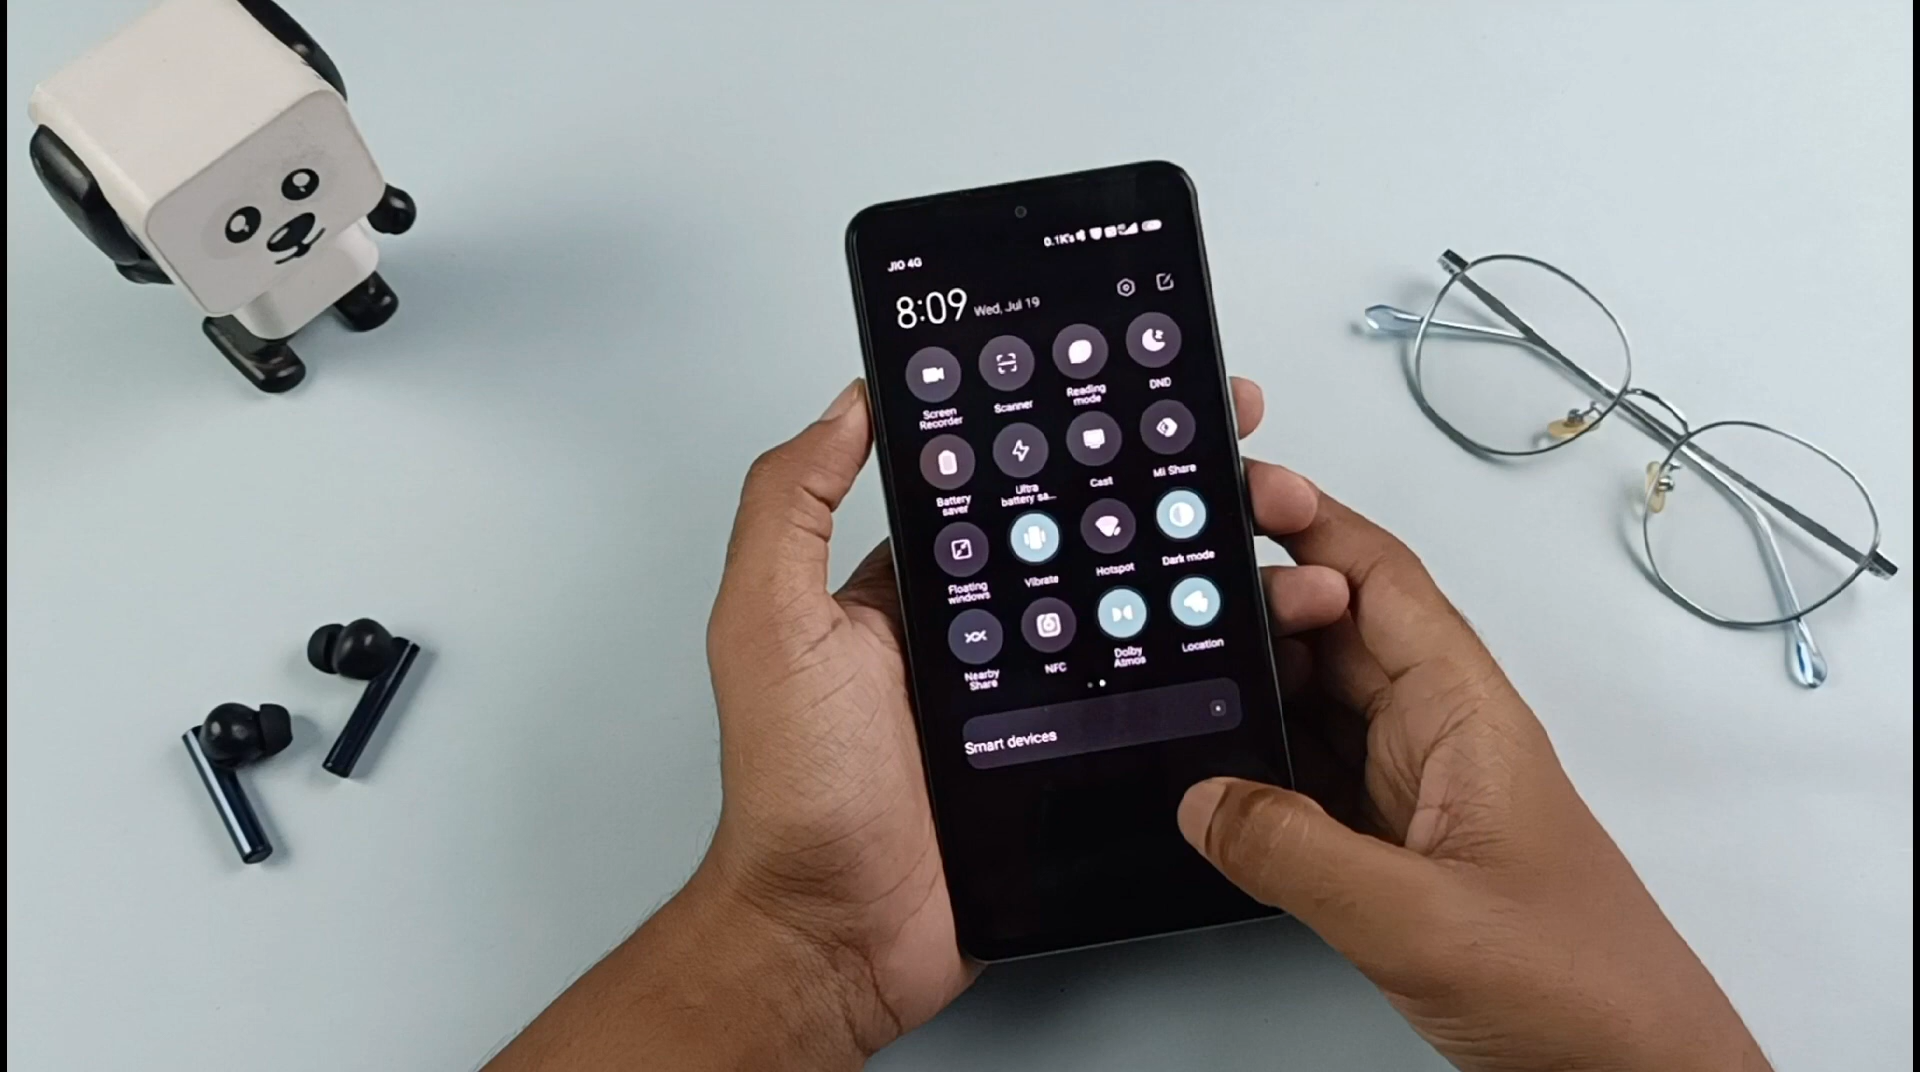 0.1K/s
JIO 4G
8:09 Wed, Jul 19
Screen
Recorder
Scanner
Reading
mode
DND
Battery
saver
Ultra
battery sa...
Cast
Mi Share
Floating
windows
Vibrate
Hotspot
Dark mode
Nearby
Share
NFC
Dolby
Atmos
Location
Smart devices